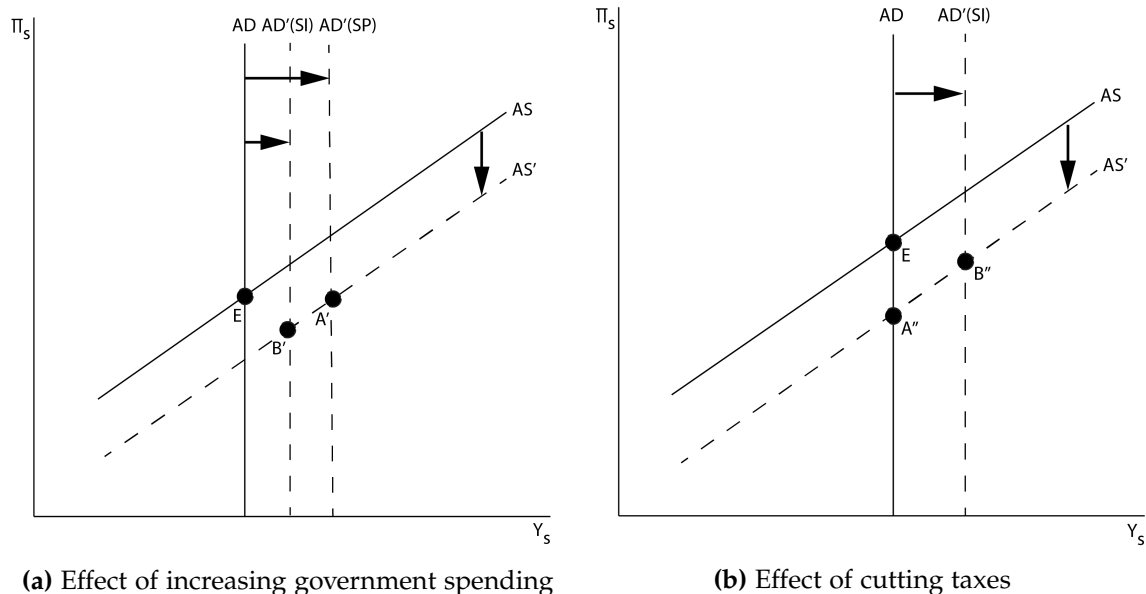 Π_s
AD AD′(SI) AD′(SP)
AS
AS′
E
B′
A′
Y_s
(a) Effect of increasing government spending
Π_s
AD AD′(SI)
AS
AS′
E
B″
A″
Y_s
(b) Effect of cutting taxes